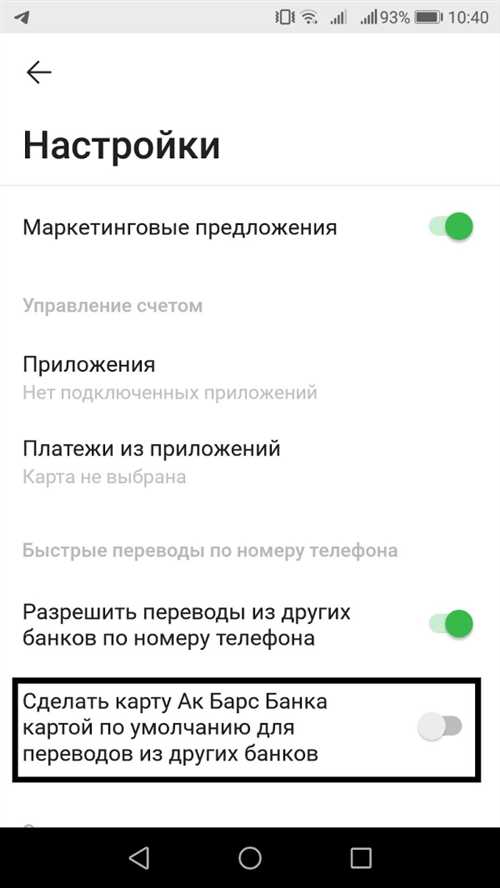 93% 10:40
Настройки
Маркетинговые предложения
Управление счетом
Приложения
Нет подключенных приложений
Платежи из приложений
Карта не выбрана
Быстрые переводы по номеру телефона
Разрешить переводы из других
банков по номеру телефона
Сделать карту Ак Барс Банка
картой по умолчанию для
переводов из других банков